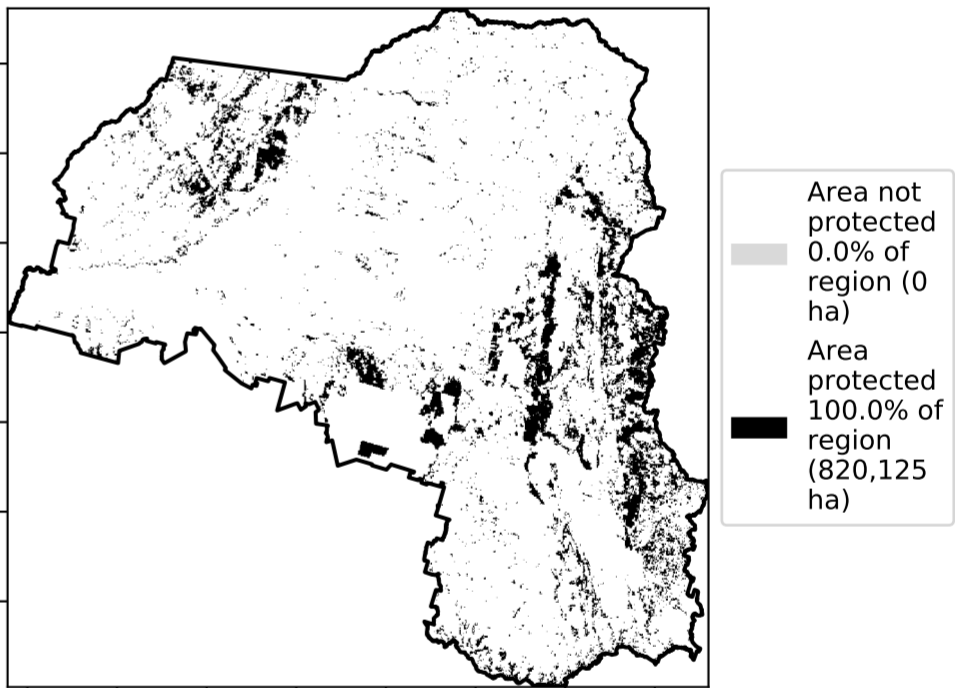 Area not
protected
0.0% of
region (0
ha)
Area
protected
100.0% of
region
(820,125
ha)